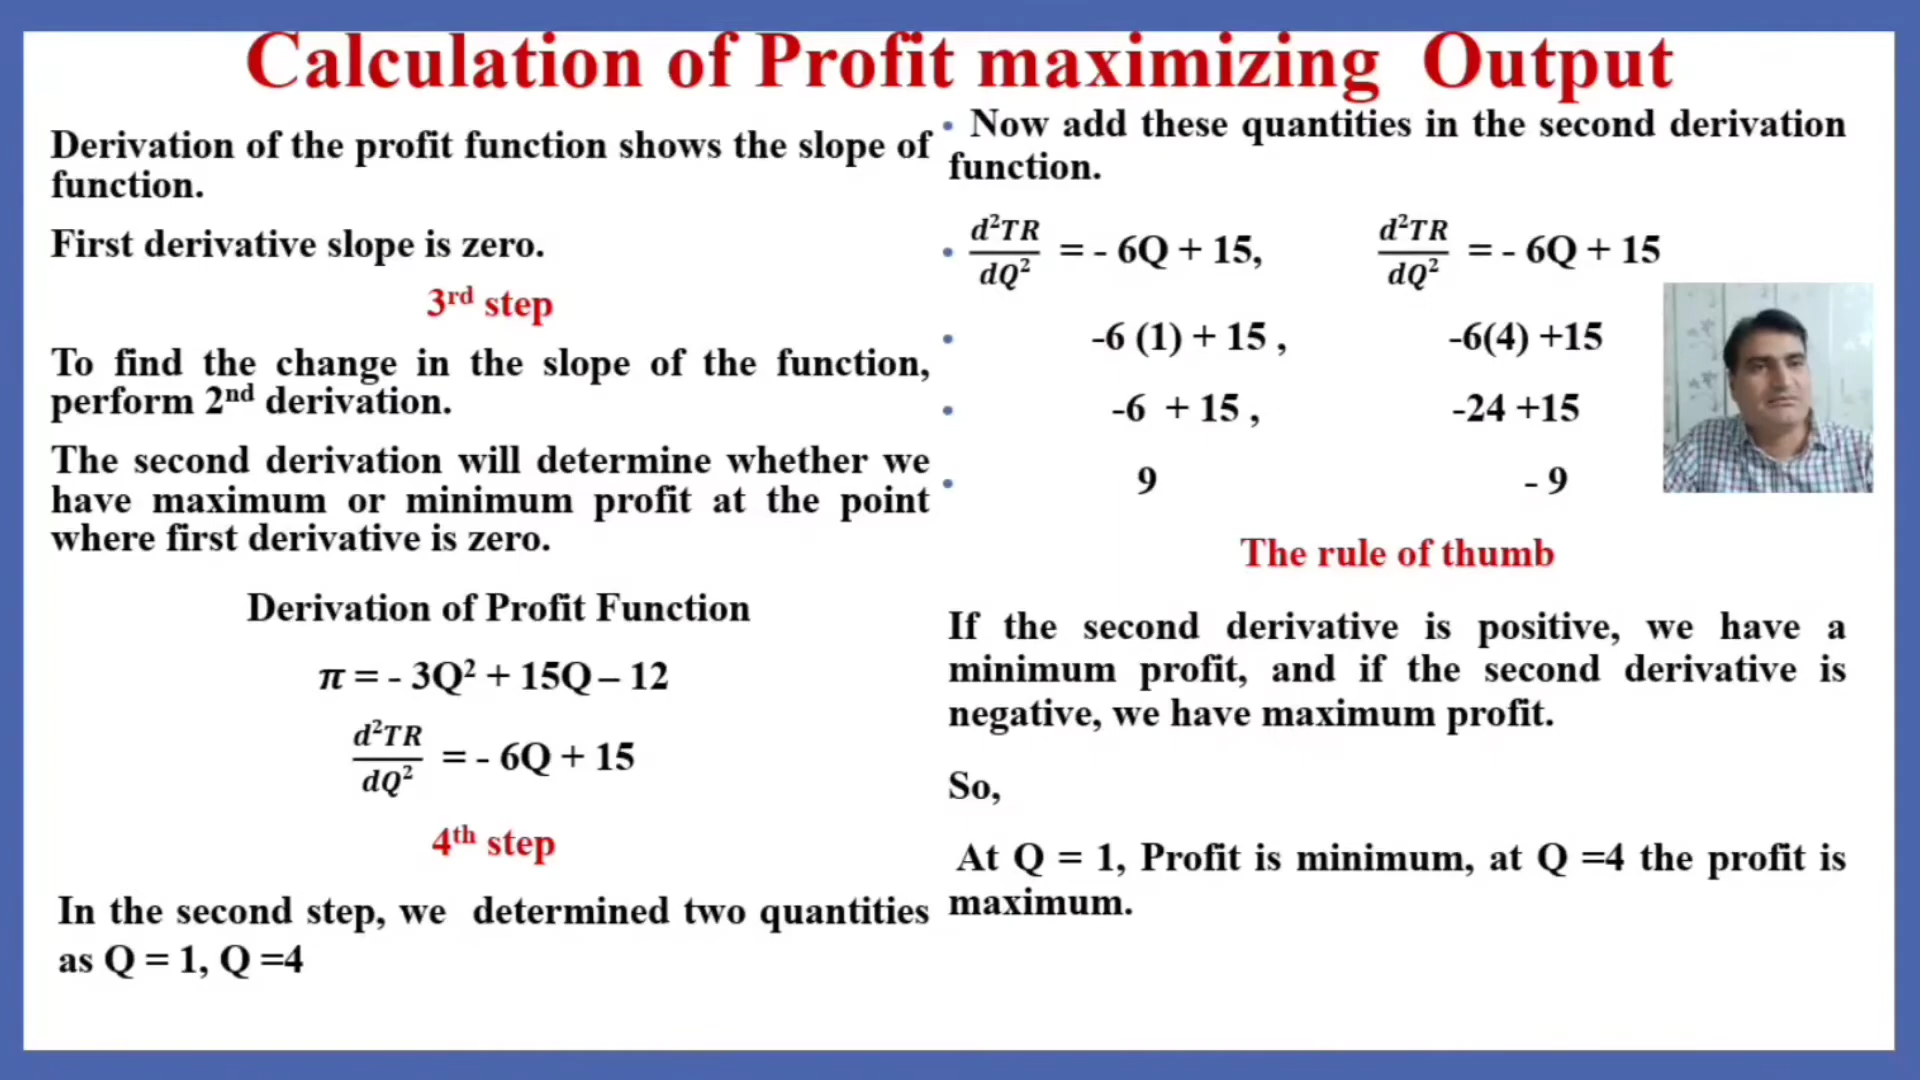 Calculation of Profit maximizing Output
Derivation of the profit function shows the slope of
function.
First derivative slope is zero.
3rd step
To find the change in the slope of the function,
perform 2nd derivation.
The second derivation will determine whether we
have maximum or minimum profit at the point
where first derivative is zero.
Derivation of Profit Function
π = - 3Q² + 15Q – 12
d²TR/dQ² = - 6Q + 15
4th step
In the second step, we determined two quantities
as Q = 1, Q =4
• Now add these quantities in the second derivation
function.
• d²TR/dQ² = - 6Q + 15, d²TR/dQ² = - 6Q + 15
• -6 (1) + 15 , -6(4) +15
• -6 + 15 , -24 +15
• 9 - 9
The rule of thumb
If the second derivative is positive, we have a
minimum profit, and if the second derivative is
negative, we have maximum profit.
So,
At Q = 1, Profit is minimum, at Q =4 the profit is
maximum.